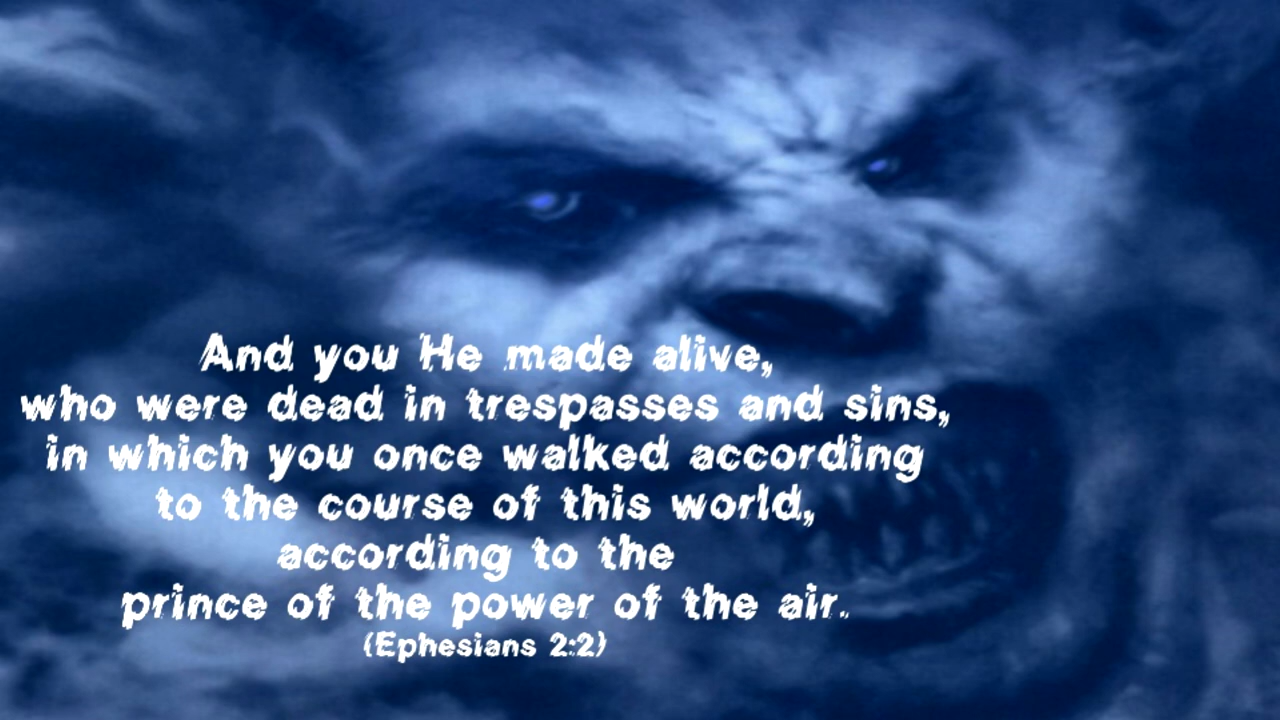 And you He made alive,
who were dead in trespasses and sins,
in which you once walked according
to the course of this world,
according to the
prince of the power of the air.
(Ephesians 2:2)